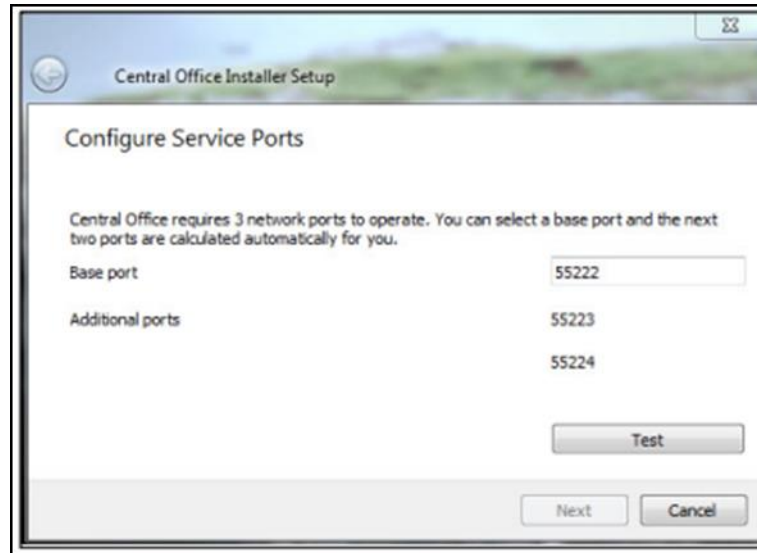 Central Office Installer Setup
Configure Service Ports
Central Office requires 3 network ports to operate. You can select a base port and the next
two ports are calculated automatically for you.
Base port 55222
Additional ports 55223
55224
Test
Next Cancel